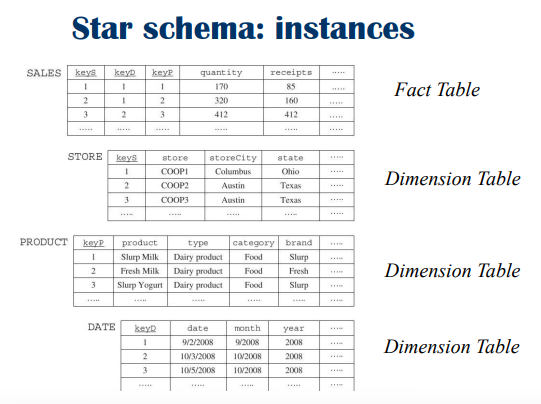 Star schema: instances
SALES keyS keyD keyP quantity receipts .....
1 1 1 170 85 .....
2 1 2 320 160 .....
3 2 3 412 412 .....
..... ..... ..... ..... ..... .....
Fact Table
STORE keyS store storeCity state .....
1 COOP1 Columbus Ohio .....
2 COOP2 Austin Texas .....
3 COOP3 Austin Texas .....
..... ..... ..... ..... .....
Dimension Table
PRODUCT keyP product type category brand .....
1 Slurp Milk Dairy product Food Slurp .....
2 Fresh Milk Dairy product Food Fresh .....
3 Slurp Yogurt Dairy product Food Slurp .....
..... ..... ..... ..... ..... .....
Dimension Table
DATE keyD date month year .....
1 9/2/2008 9/2008 2008 .....
2 10/3/2008 10/2008 2008 .....
3 10/5/2008 10/2008 2008 .....
..... ..... ..... ..... .....
Dimension Table